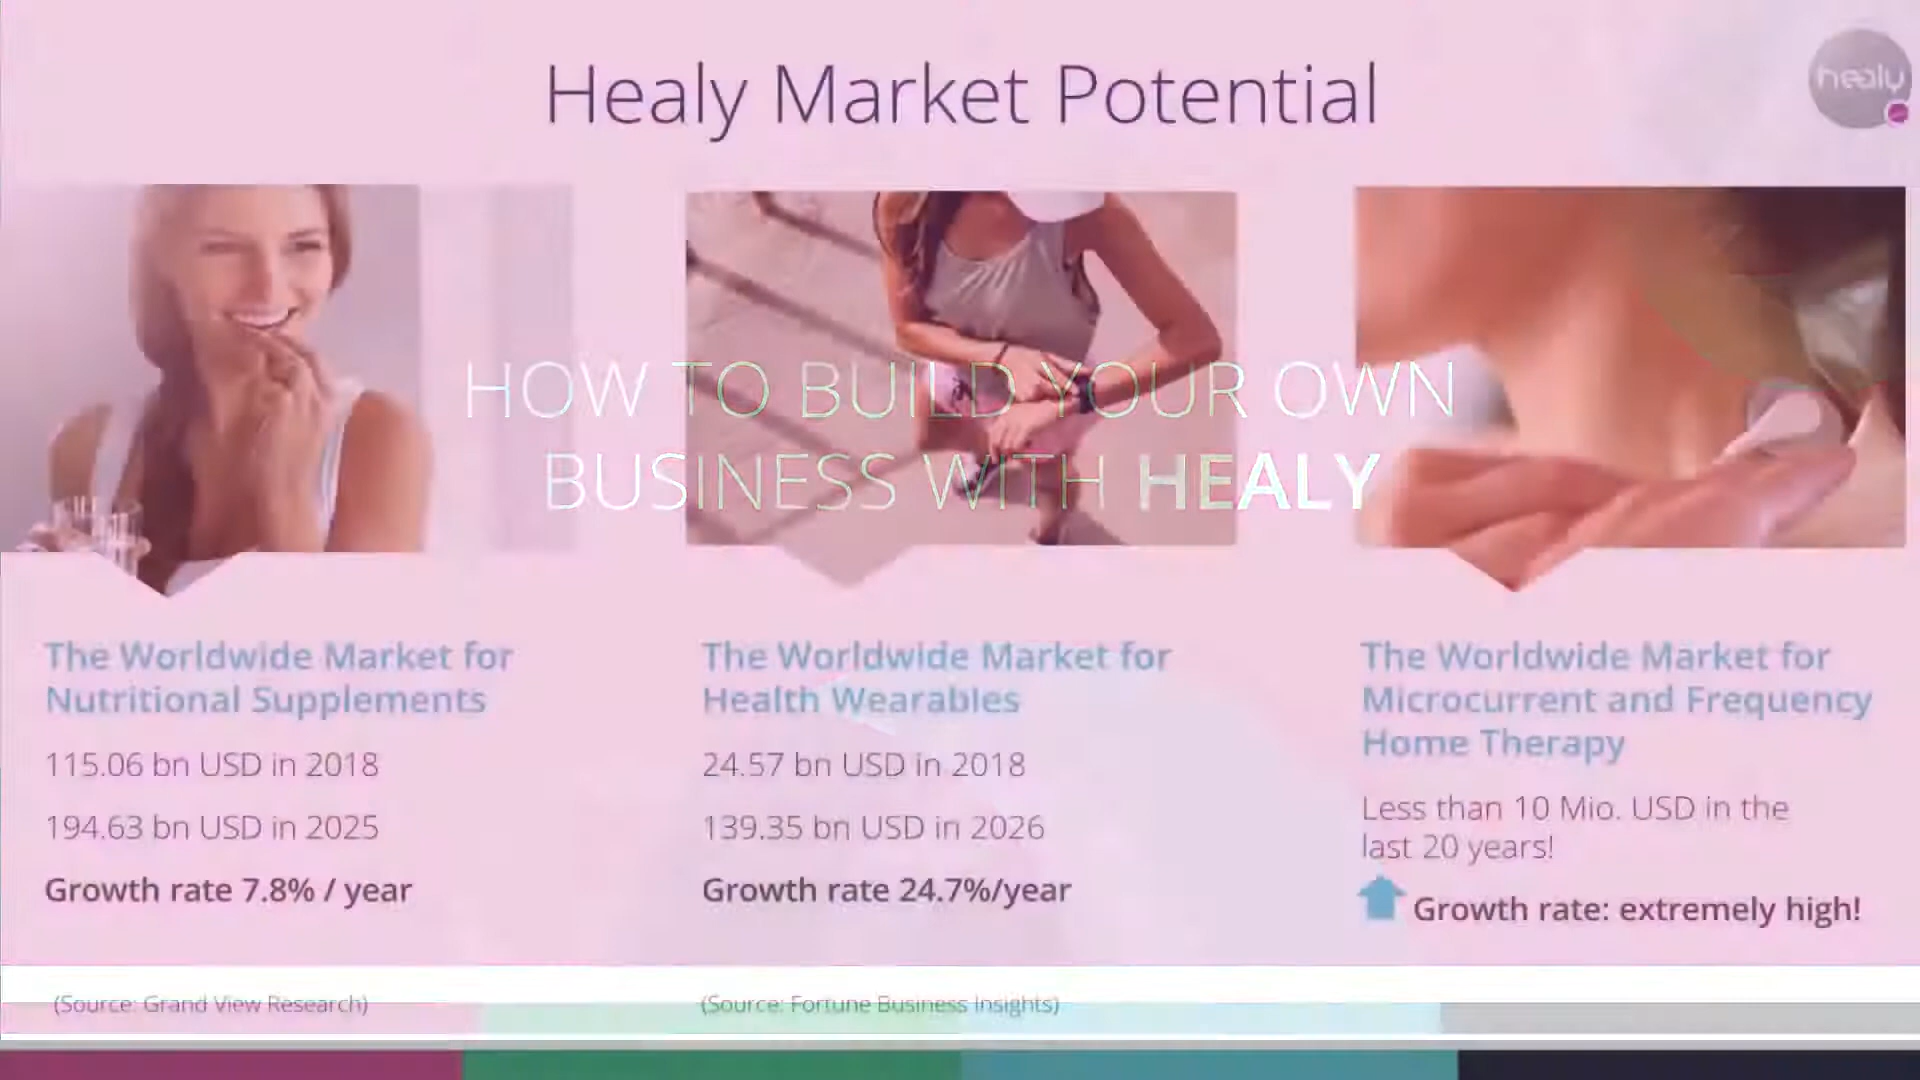 Healy Market Potential
healy
HOW TO BUILD YOUR OWN
BUSINESS WITH HEALY
The Worldwide Market for
Nutritional Supplements
115.06 bn USD in 2018
194.63 bn USD in 2025
Growth rate 7.8% / year
(Source: Grand View Research)
The Worldwide Market for
Health Wearables
24.57 bn USD in 2018
139.35 bn USD in 2026
Growth rate 24.7%/year
(Source: Fortune Business Insights)
The Worldwide Market for
Microcurrent and Frequency
Home Therapy
Less than 10 Mio. USD in the
last 20 years!
Growth rate: extremely high!